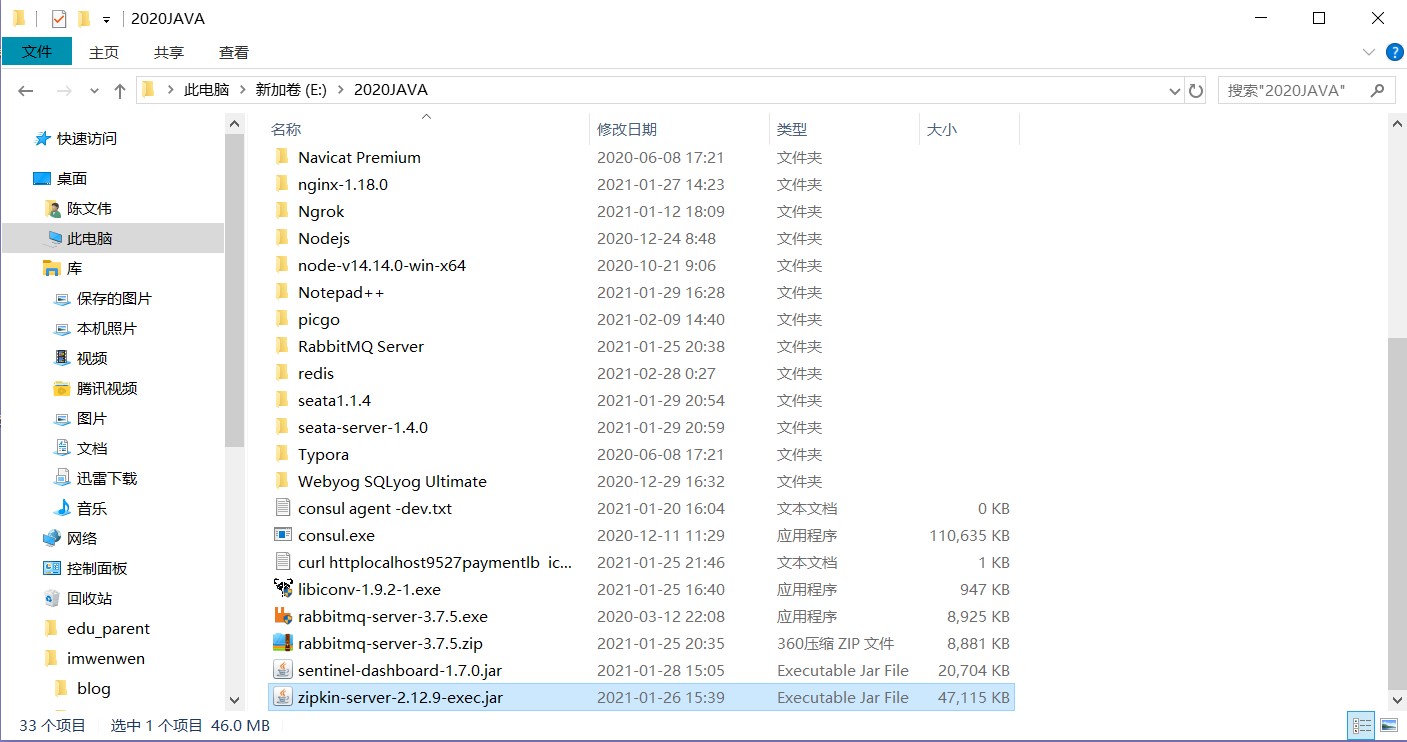 2020JAVA
文件 主页 共享 查看
此电脑 新加卷 (E:) 2020JAVA 搜索"2020JAVA"
快速访问
桌面
陈文伟
此电脑
库
保存的图片
本机照片
视频
腾讯视频
图片
文档
迅雷下载
音乐
网络
控制面板
回收站
edu_parent
imwenwen
blog
名称 修改日期 类型 大小
Navicat Premium 2020-06-08 17:21 文件夹
nginx-1.18.0 2021-01-27 14:23 文件夹
Ngrok 2021-01-12 18:09 文件夹
Nodejs 2020-12-24 8:48 文件夹
node-v14.14.0-win-x64 2020-10-21 9:06 文件夹
Notepad++ 2021-01-29 16:28 文件夹
picgo 2021-02-09 14:40 文件夹
RabbitMQ Server 2021-01-25 20:38 文件夹
redis 2021-02-28 0:27 文件夹
seata1.1.4 2021-01-29 20:54 文件夹
seata-server-1.4.0 2021-01-29 20:59 文件夹
Typora 2020-06-08 17:21 文件夹
Webyog SQLyog Ultimate 2020-12-29 16:32 文件夹
consul agent -dev.txt 2021-01-20 16:04 文本文档 0 KB
consul.exe 2020-12-11 11:29 应用程序 110,635 KB
curl httplocalhost9527paymentlb ic... 2021-01-25 21:46 文本文档 1 KB
libiconv-1.9.2-1.exe 2021-01-25 16:40 应用程序 947 KB
rabbitmq-server-3.7.5.exe 2020-03-12 22:08 应用程序 8,925 KB
rabbitmq-server-3.7.5.zip 2021-01-25 20:35 360压缩 ZIP 文件 8,881 KB
sentinel-dashboard-1.7.0.jar 2021-01-28 15:05 Executable Jar File 20,704 KB
zipkin-server-2.12.9-exec.jar 2021-01-26 15:39 Executable Jar File 47,115 KB
33 个项目 选中 1 个项目 46.0 MB